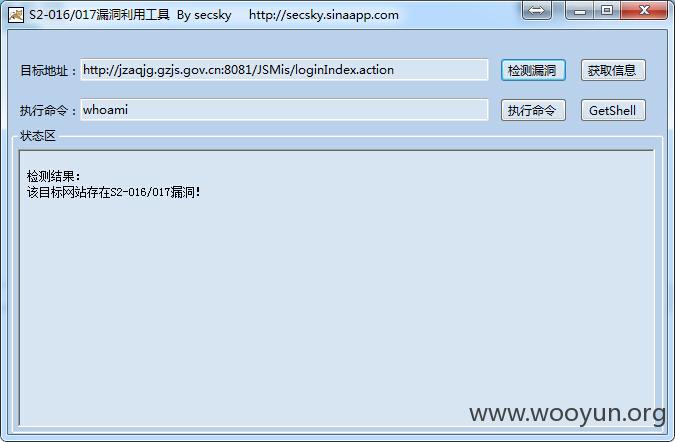 S2-016/017漏洞利用工具 By secsky http://secsky.sinaapp.com
目标地址： http://jzaqjg.gzjs.gov.cn:8081/JSMis/loginIndex.action 检测漏洞 获取信息
执行命令： whoami 执行命令 GetShell
状态区
检测结果：
该目标网站存在S2-016/017漏洞！
www.wooyun.org